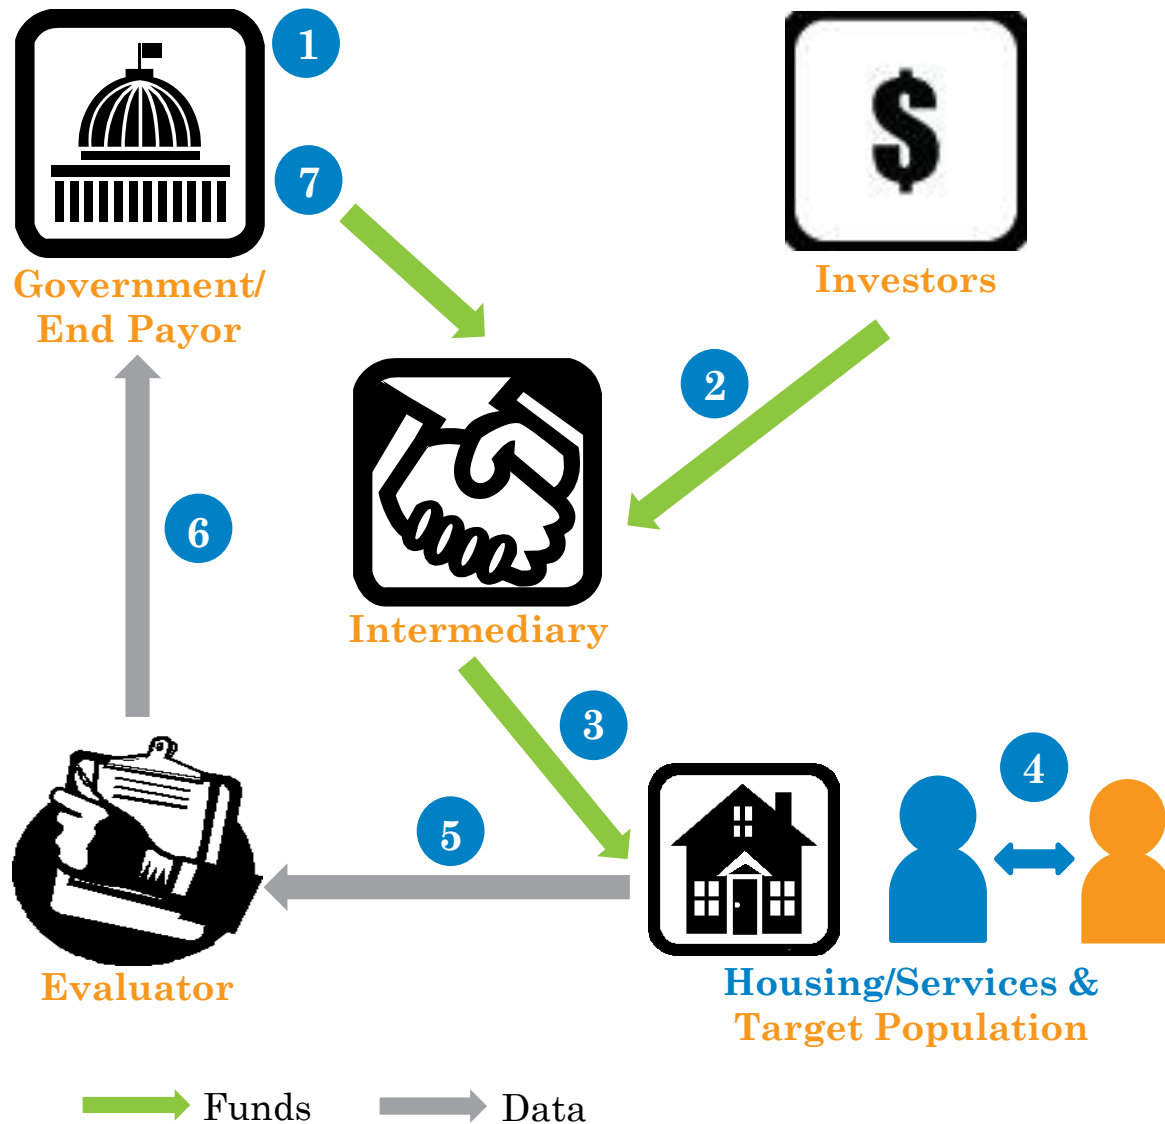 1
7
$
Government/
End Payor
Investors
2
6
Intermediary
3
4
5
Evaluator
Housing/Services &
Target Population
Funds
Data